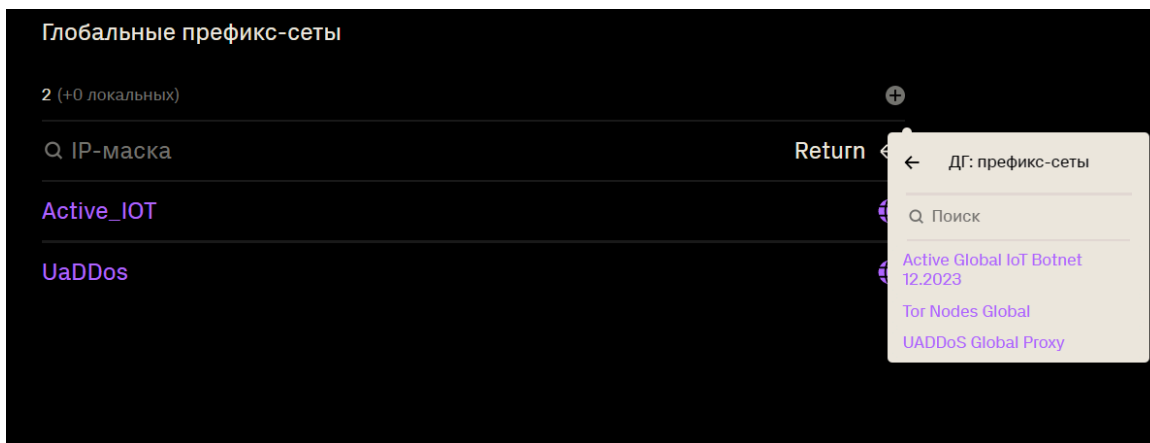 Глобальные префикс-сеты
2 (+0 локальных)
IP-маска
Return
Active_IOT
UaDDos
ДГ: префикс-сеты
Поиск
Active Global IoT Botnet
12.2023
Tor Nodes Global
UADDoS Global Proxy